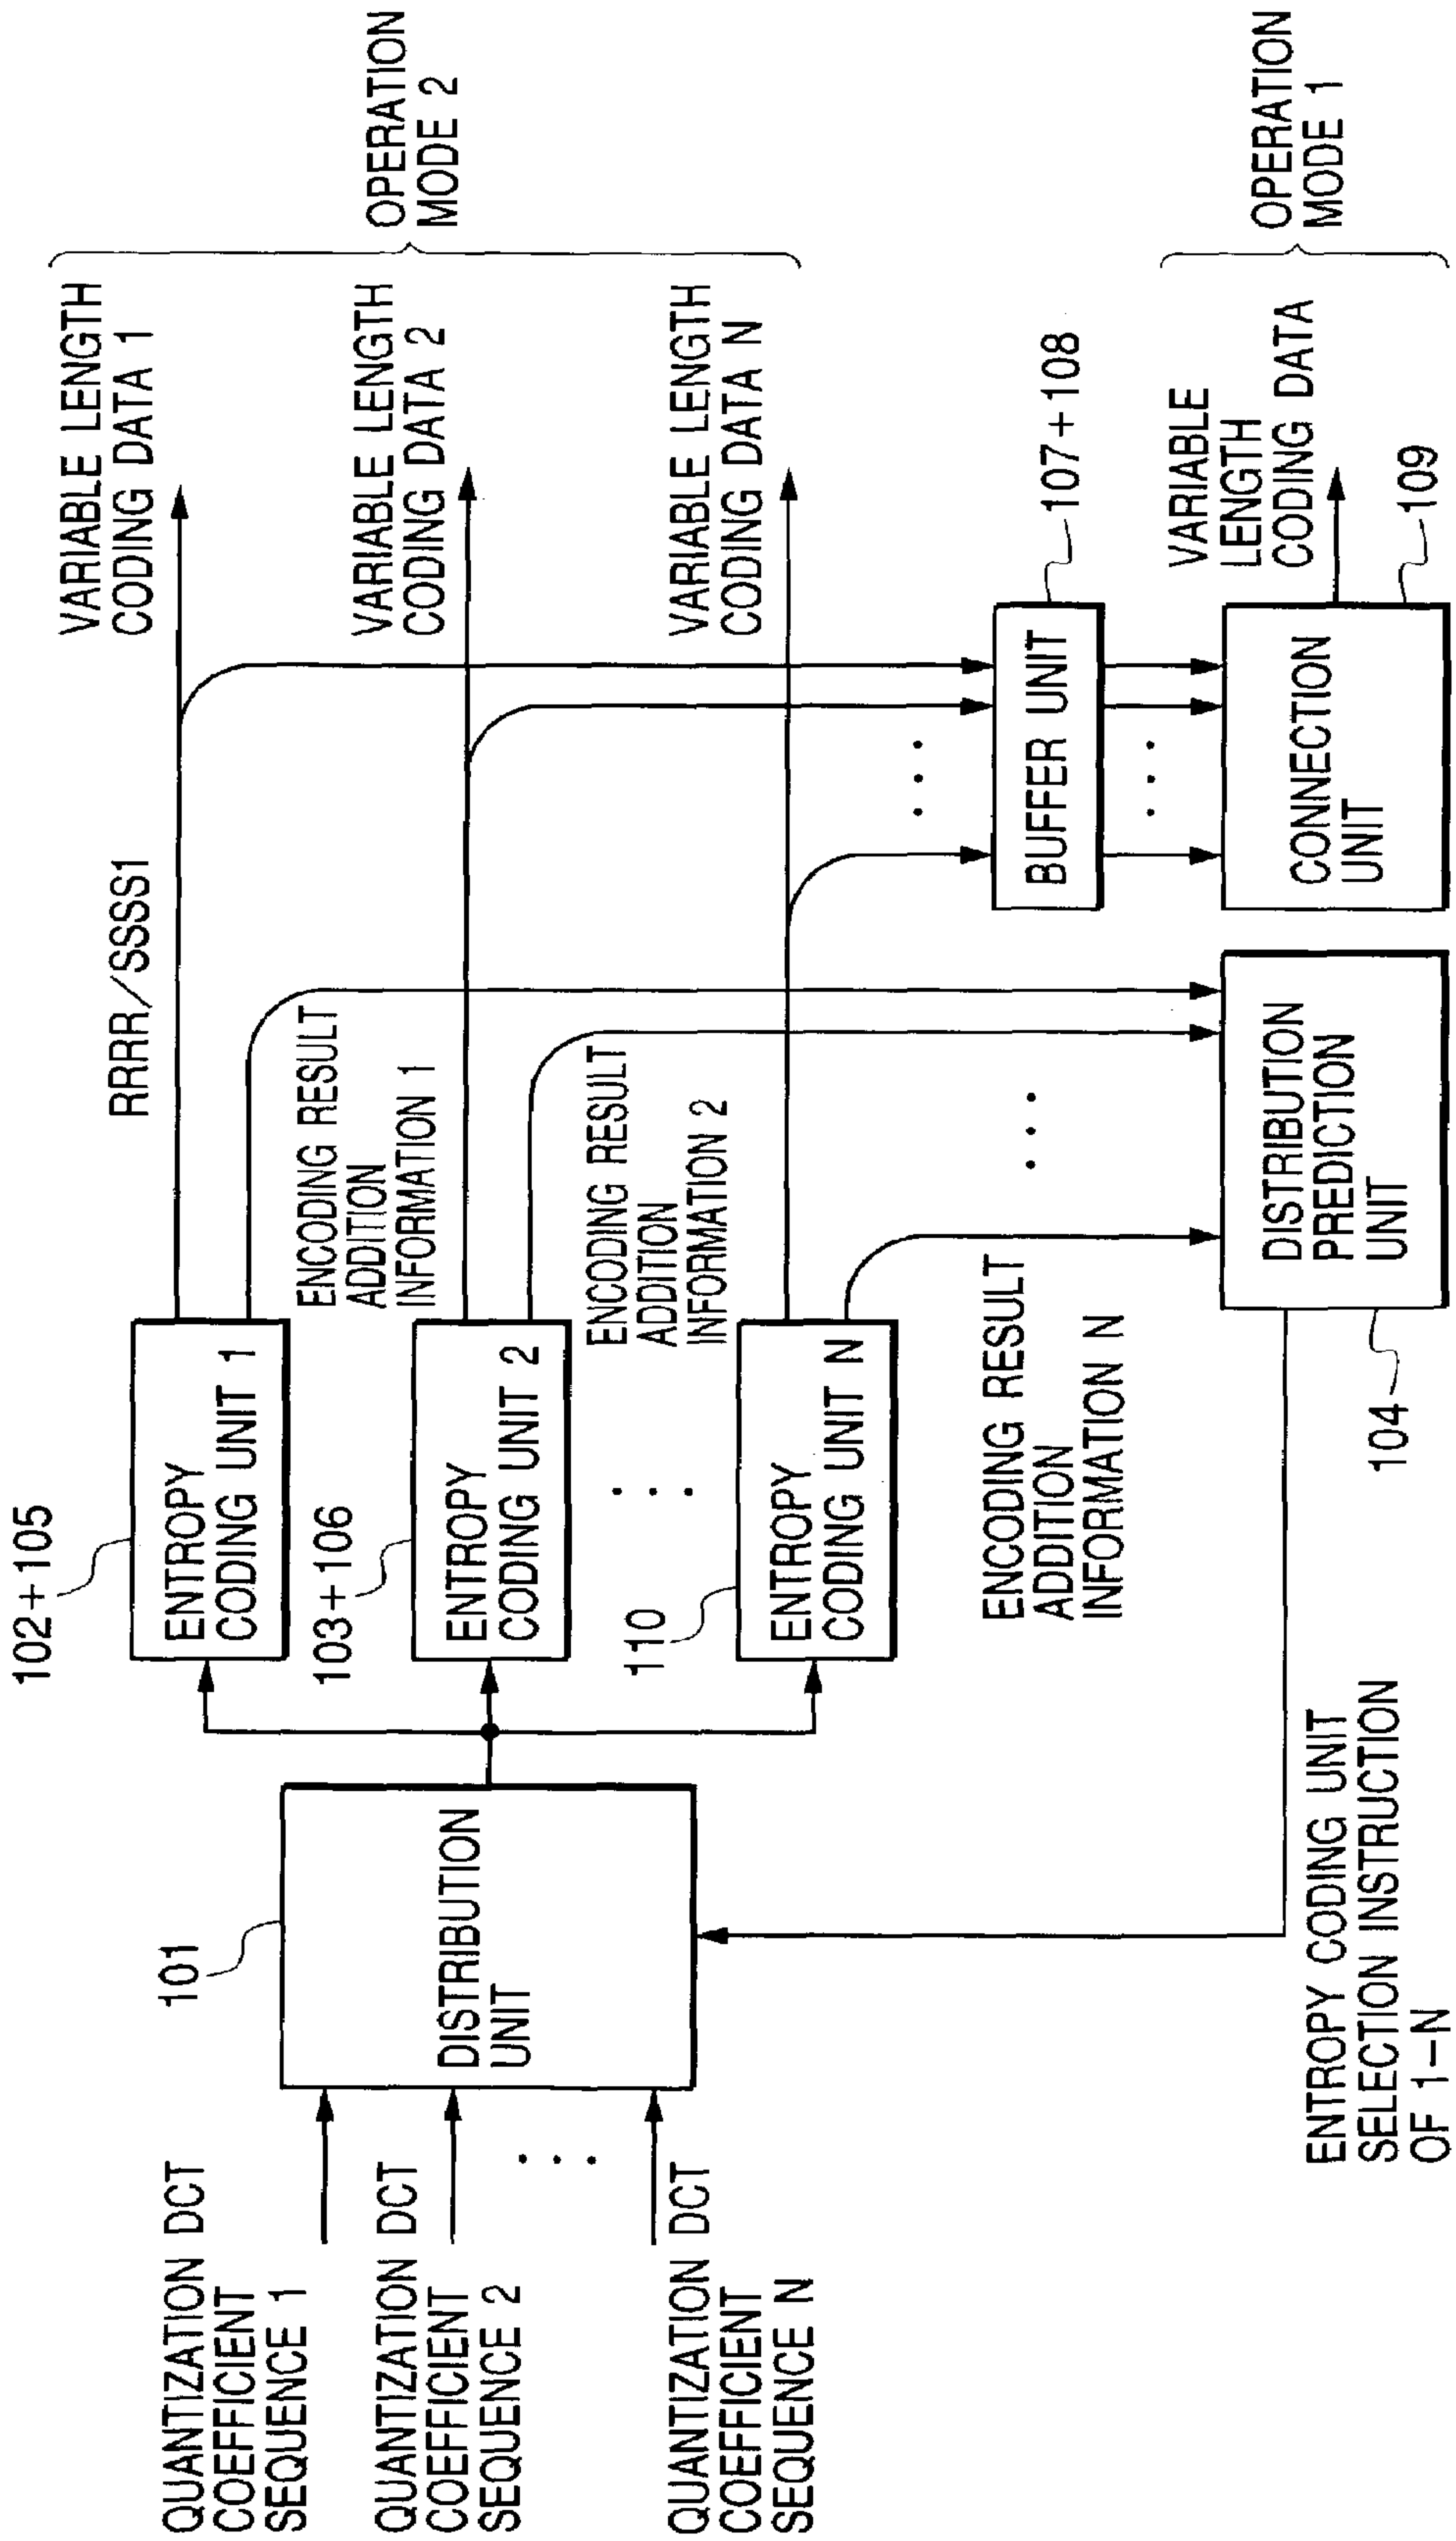 QUANTIZATION DCT
COEFFICIENT
SEQUENCE 1
QUANTIZATION DCT
COEFFICIENT
SEQUENCE 2
QUANTIZATION DCT
COEFFICIENT
SEQUENCE N
101
DISTRIBUTION
UNIT
102+105
ENTROPY
CODING UNIT 1
103+106
ENTROPY
CODING UNIT 2
110
ENTROPY
CODING UNIT N
RRRR/SSSS1
ENCODING RESULT
ADDITION
INFORMATION 1
ENCODING RESULT
ADDITION
INFORMATION 2
ENCODING RESULT
ADDITION
INFORMATION N
VARIABLE LENGTH
CODING DATA 1
VARIABLE LENGTH
CODING DATA 2
VARIABLE LENGTH
CODING DATA N
OPERATION
MODE 2
BUFFER UNIT
107+108
CONNECTION
UNIT
109
VARIABLE
LENGTH
CODING DATA
OPERATION
MODE 1
DISTRIBUTION
PREDICTION
UNIT
104
ENTROPY CODING UNIT
SELECTION INSTRUCTION
OF 1-N